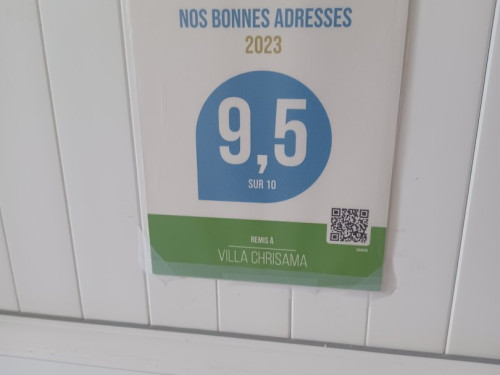 NOS BONNES ADRESSES
2023
9,5
SUR 10
REMIS À
VILLA CHRISAMA